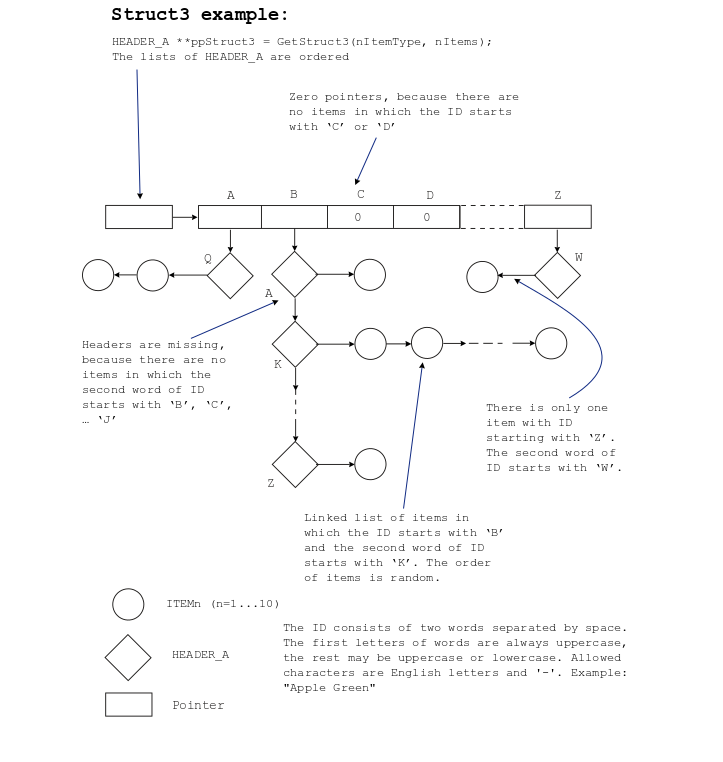 Struct3 example:
HEADER_A **ppStruct3 = GetStruct3(nItemType, nItems);
The lists of HEADER_A are ordered
Zero pointers, because there are
no items in which the ID starts
with ‘C’ or ‘D’
A B C D Z
0 0
Q W
A
Headers are missing,
because there are no
items in which the
second word of ID
starts with ‘B’, ‘C’,
… ‘J’
K
There is only one
item with ID
starting with ‘Z’.
The second word of
ID starts with ‘W’.
Z
Linked list of items in
which the ID starts with ‘B’
and the second word of ID
starts with ‘K’. The order
of items is random.
ITEMn (n=1...10)
HEADER_A
Pointer
The ID consists of two words separated by space.
The first letters of words are always uppercase,
the rest may be uppercase or lowercase. Allowed
characters are English letters and '-'. Example:
"Apple Green"